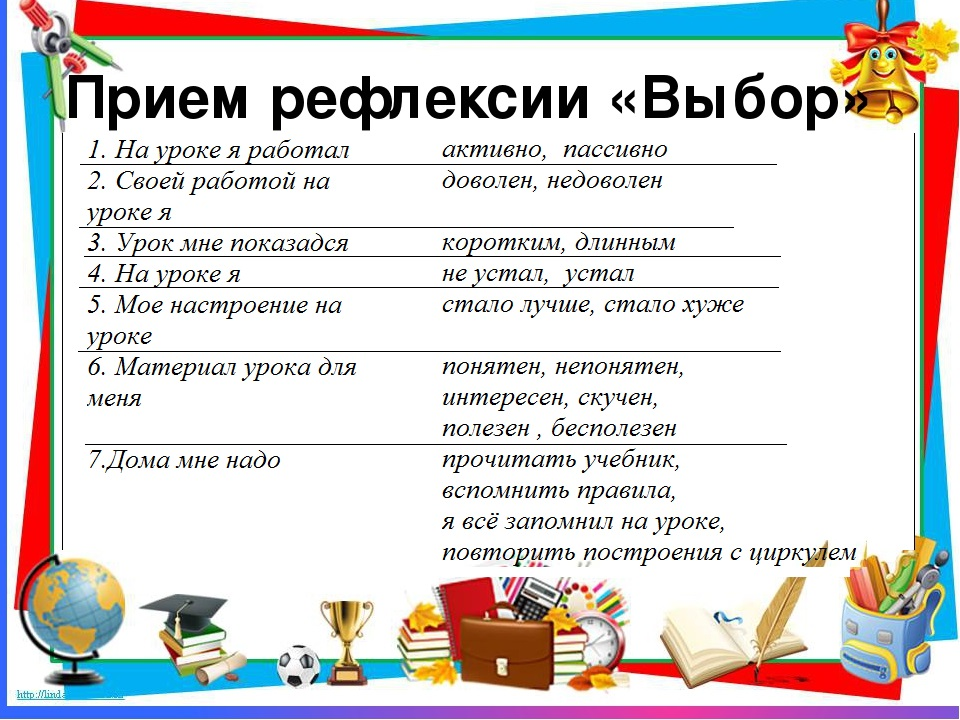 Прием рефлексии «Выбор»
1. На уроке я работал активно, пассивно
2. Своей работой на доволен, недоволен
уроке я
3. Урок мне показадся коротким, длинным
4. На уроке я не устал, устал
5. Мое настроение на стало лучше, стало хуже
уроке
6. Материал урока для понятен, непонятен,
меня интересен, скучен,
полезен , бесполезен
7.Дома мне надо прочитать учебник,
вспомнить правила,
я всё запомнил на уроке,
повторить построения с циркулем